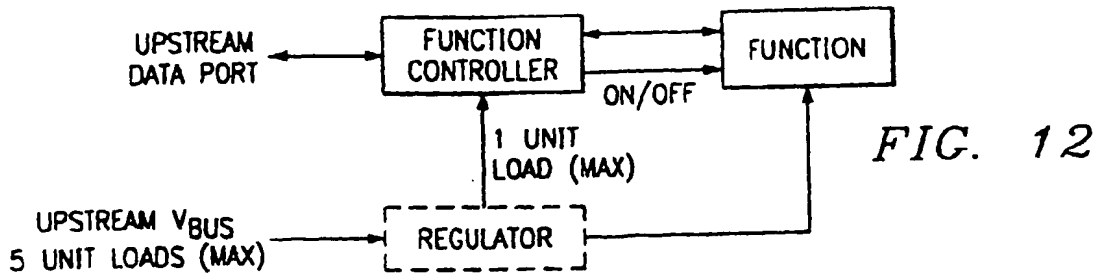 UPSTREAM
DATA PORT
FUNCTION
CONTROLLER
FUNCTION
ON/OFF
1 UNIT
LOAD (MAX)
FIG. 12
UPSTREAM VBUS
5 UNIT LOADS (MAX)
REGULATOR